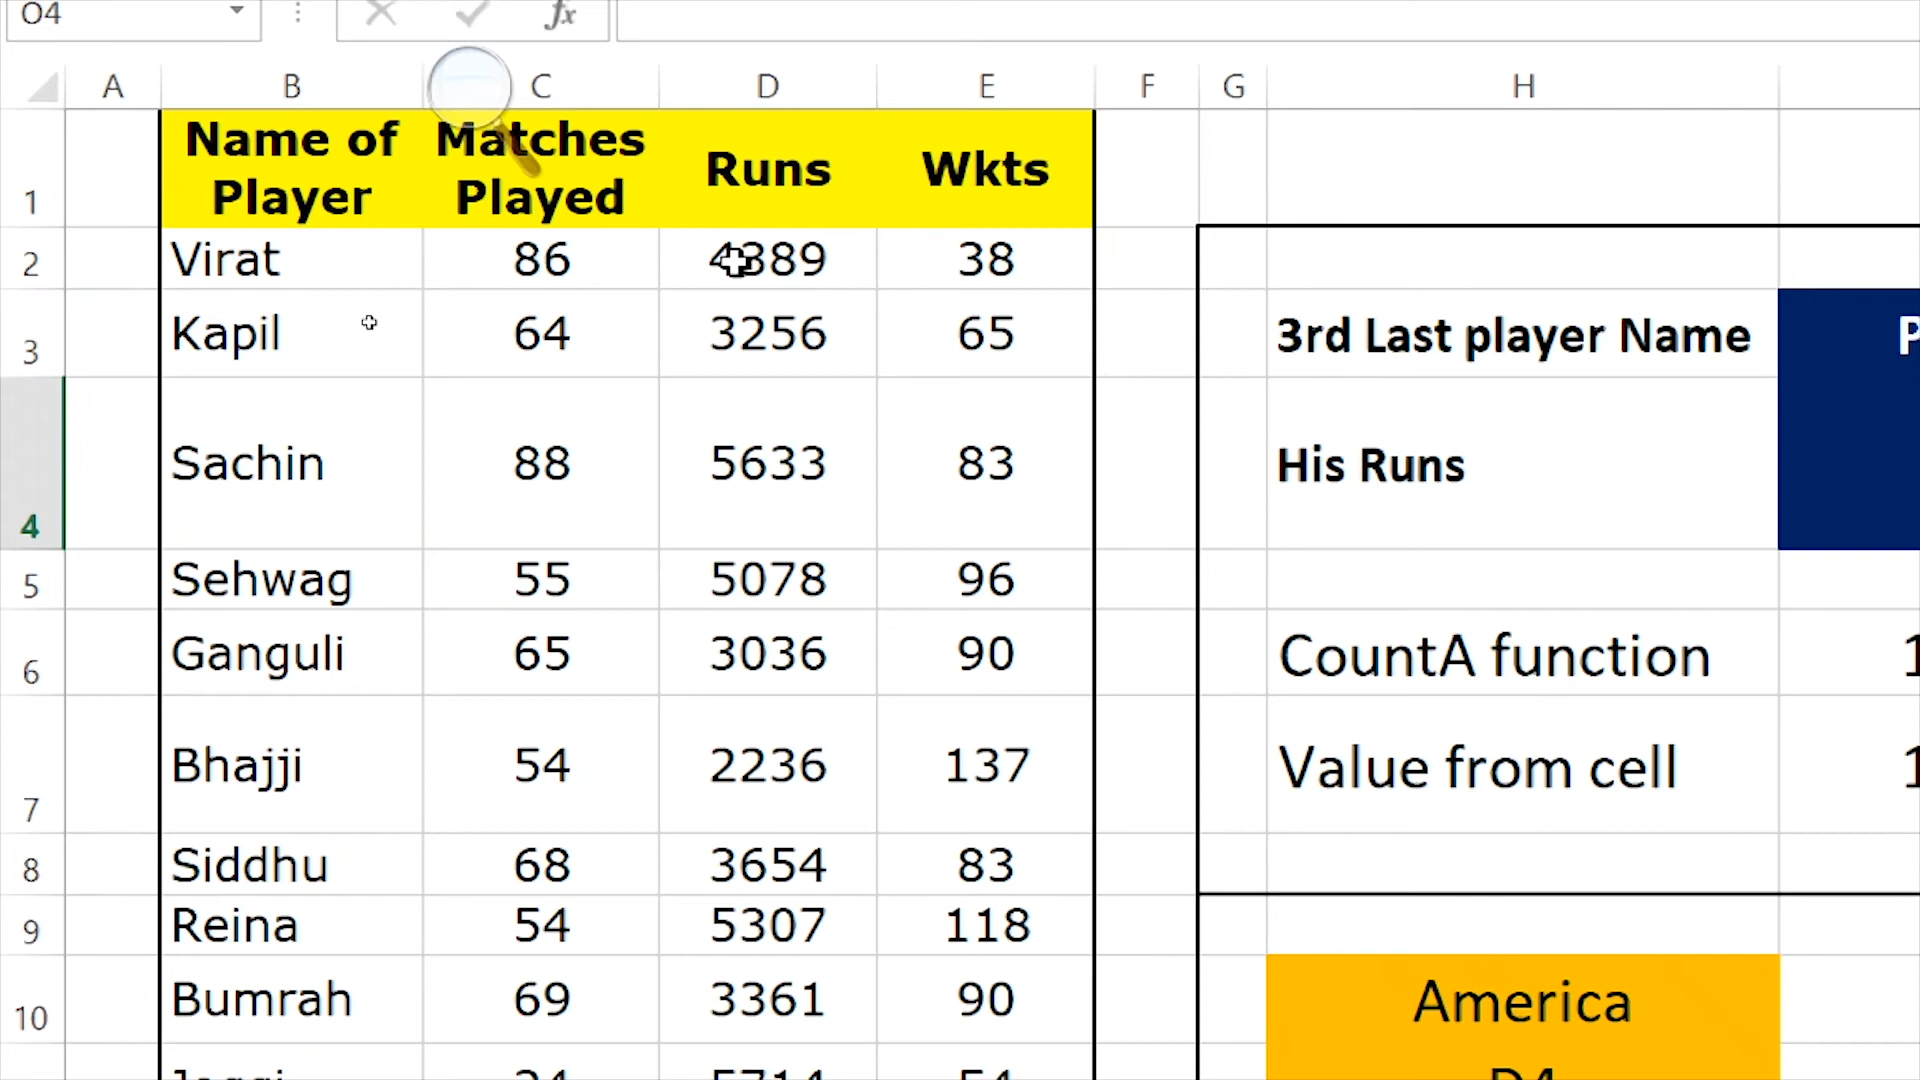 O4 fx
A B C D E F G H
1 Name of Player Matches Played Runs Wkts
2 Virat 86 4389 38
3 Kapil 64 3256 65 3rd Last player Name P
4 Sachin 88 5633 83 His Runs
5 Sehwag 55 5078 96
6 Ganguli 65 3036 90 CountA function 1
7 Bhajji 54 2236 137 Value from cell 1
8 Siddhu 68 3654 83
9 Reina 54 5307 118
10 Bumrah 69 3361 90 America